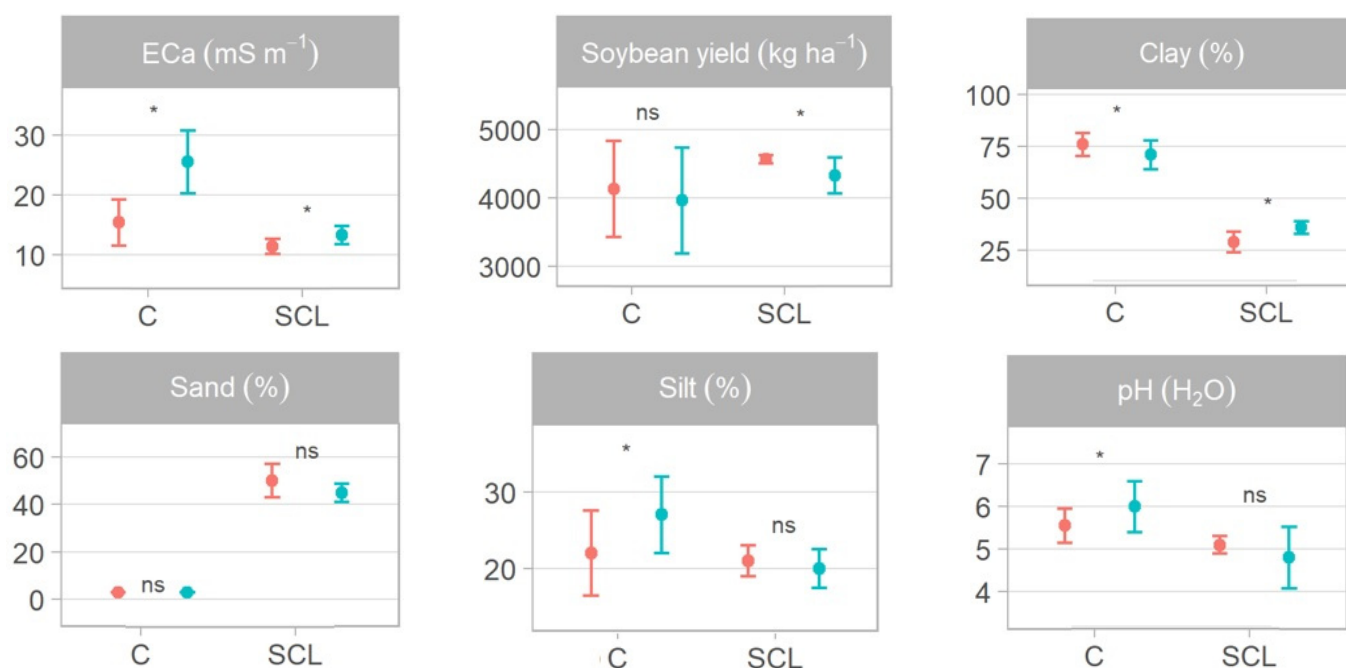 ECa (mS m⁻¹)
30
20
10
*
*
C SCL
Soybean yield (kg ha⁻¹)
5000
4000
3000
ns
*
C SCL
Clay (%)
100
75
50
25
*
*
C SCL
Sand (%)
60
40
20
0
ns
ns
C SCL
Silt (%)
30
20
*
ns
C SCL
pH (H₂O)
7
6
5
4
*
ns
C SCL